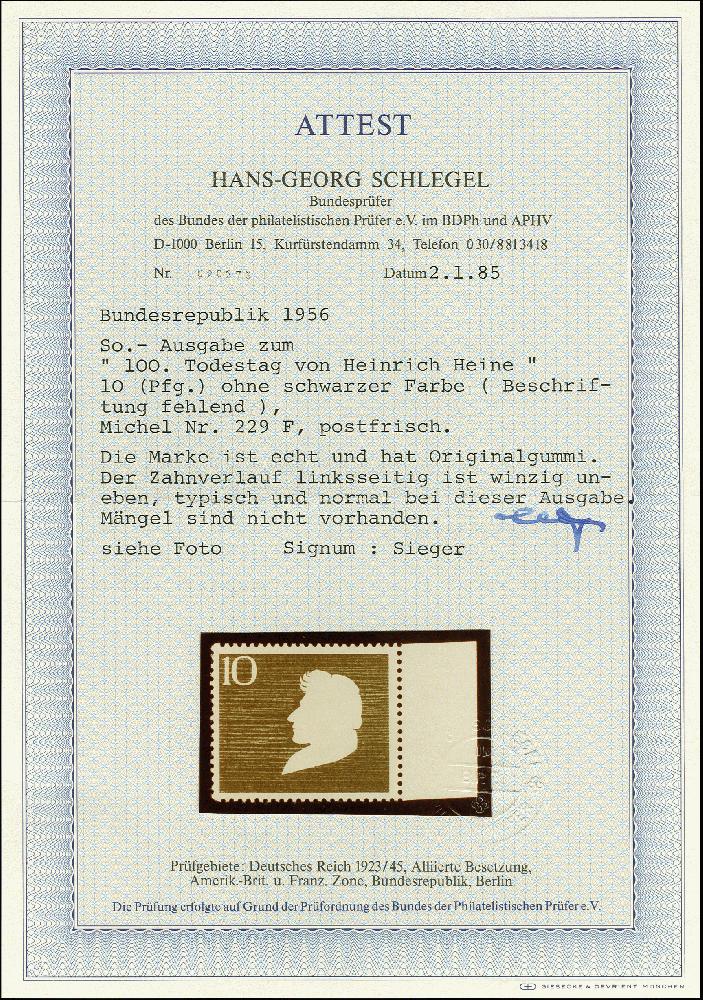 ATTEST
HANS-GEORG SCHLEGEL
Bundesprüfer
des Bundes der philatelistischen Prüfer e.V. im BDPh und APHV
D-1000 Berlin 15, Kurfürstendamm 34, Telefon 030/8813418
Nr. Datum 2.1.85
Bundesrepublik 1956
So.- Ausgabe zum
" 100. Todestag von Heinrich Heine "
10 (Pfg.) ohne schwarzer Farbe ( Beschrif-
tung fehlend ),
Michel Nr. 229 F, postfrisch.
Die Marke ist echt und hat Originalgummi.
Der Zahnverlauf linksseitig ist winzig un-
eben, typisch und normal bei dieser Ausgabe.
Mängel sind nicht vorhanden.
siehe Foto Signum : Sieger
10
Prüfgebiete: Deutsches Reich 1923/45, Alliierte Besetzung,
Amerik.-Brit. u. Franz. Zone, Bundesrepublik, Berlin
Die Prüfung erfolgte auf Grund der Prüfordnung des Bundes der Philatelistischen Prüfer e.V.
GIESECKE & DEVRIENT MÜNCHEN